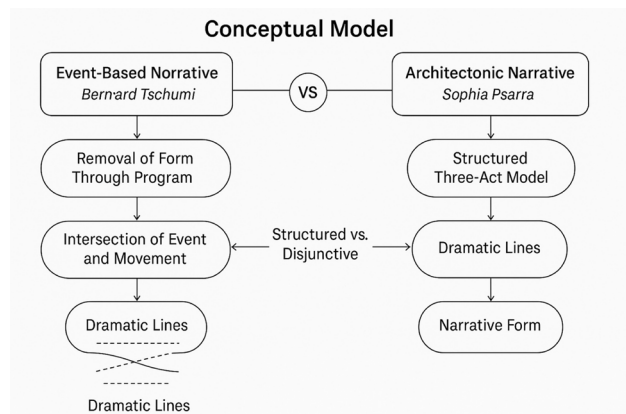 Conceptual Model
Event-Based Norrative
Bernard Tschumi
VS
Architectonic Narrative
Sophia Psarra
Removal of Form
Through Program
Structured
Three-Act Model
Intersection of Event
and Movement
Structured vs.
Disjunctive
Dramatic Lines
Dramatic Lines
Narrative Form
Dramatic Lines